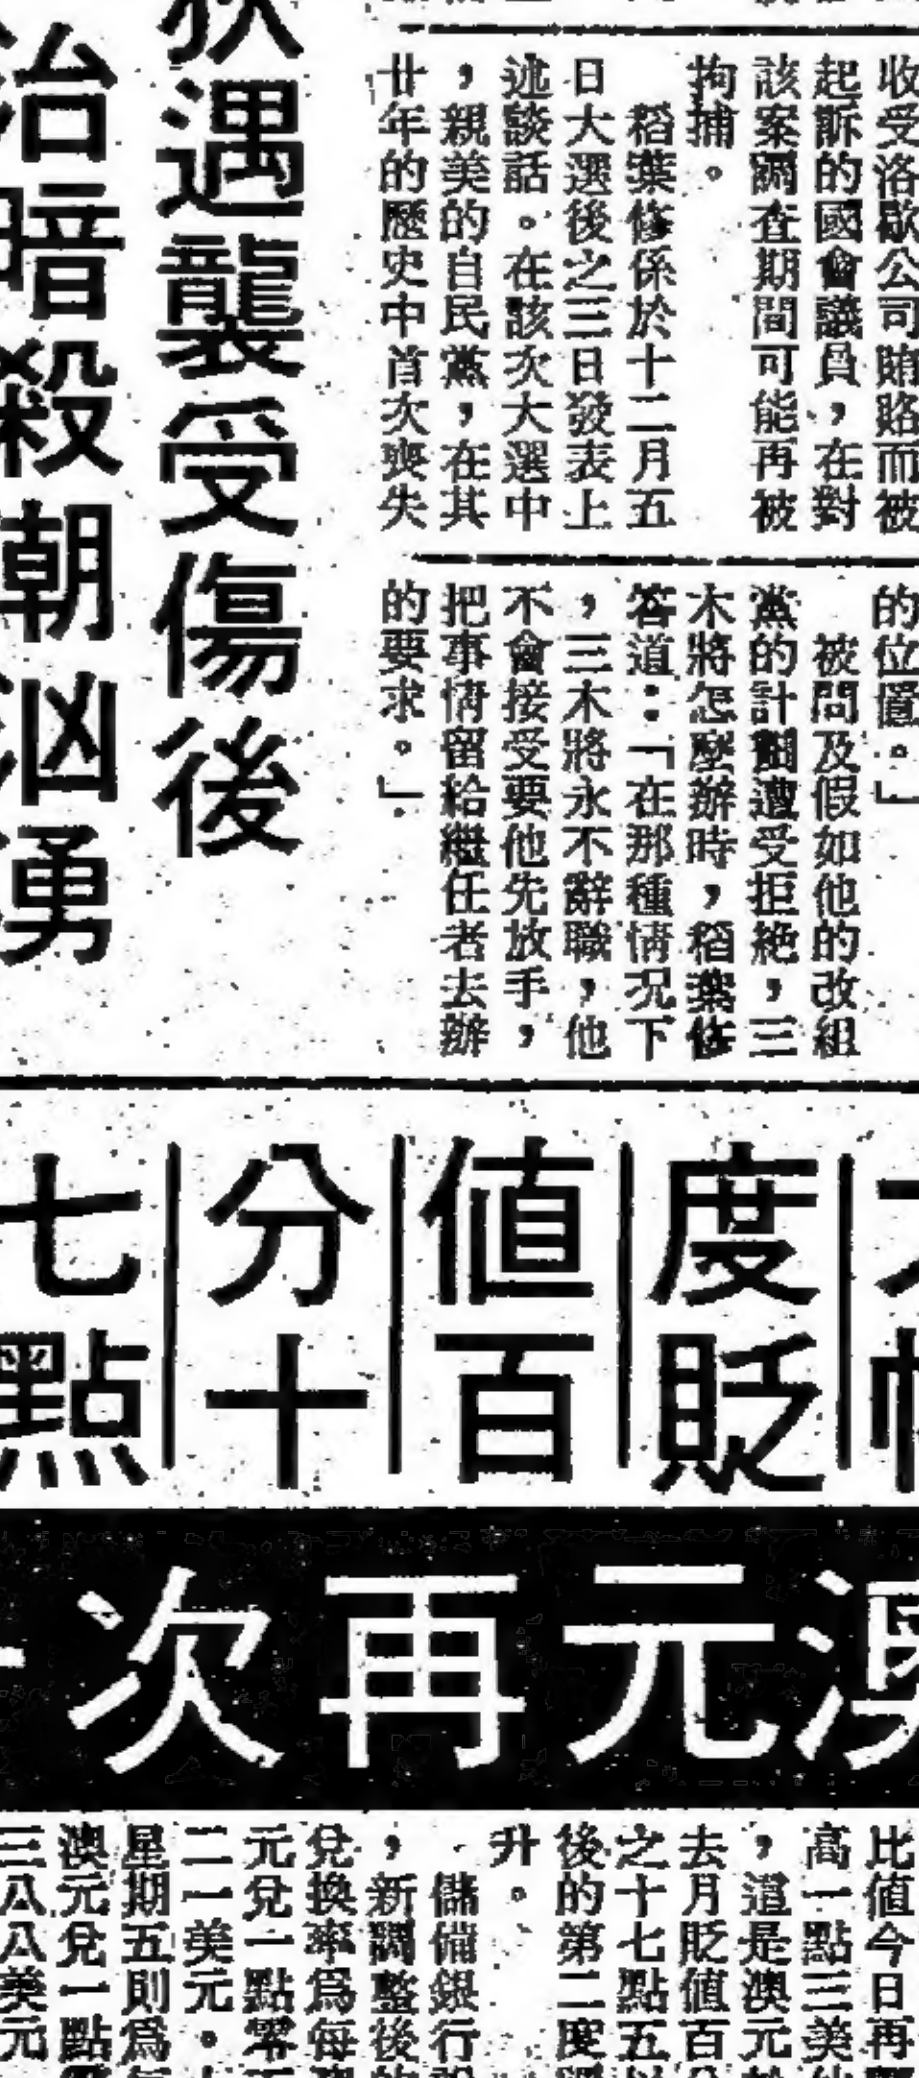 收受洛歇公司賄賂而被
起訴的國會議員，在對
該案調查期間可能再被
拘捕。
稻葉修係於十二月五
日大選後之三日發表上
述談話。在該次大選中
，親美的自民黨，在其
廿年的歷史中首次喪失
的位置。」
被問及假如他的改組
黨的計劃遭受拒絕，三
木將怎麼辦時，稻葉修
答道：「在那種情况下
，三木將永不辭職，他
不會接受要他先放手，
把事情留給繼任者去辦
的要求。」
遇襲受傷後
治暗殺潮洶湧
度貶
值百
分十
七點
澳元再次
比值今日再
高一點三美
，這是澳元
去月貶值百分
之十七點五
後的第二度
升。
儲備銀行
，新調整後的
兌換率爲每
元兌一點零
二一美元。
星期五則爲
澳元兌一點
三八八美元